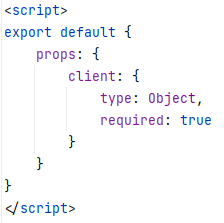 <script>
export default {
    props: {
        client: {
            type: Object,
            required: true
        }
    }
}
</script>